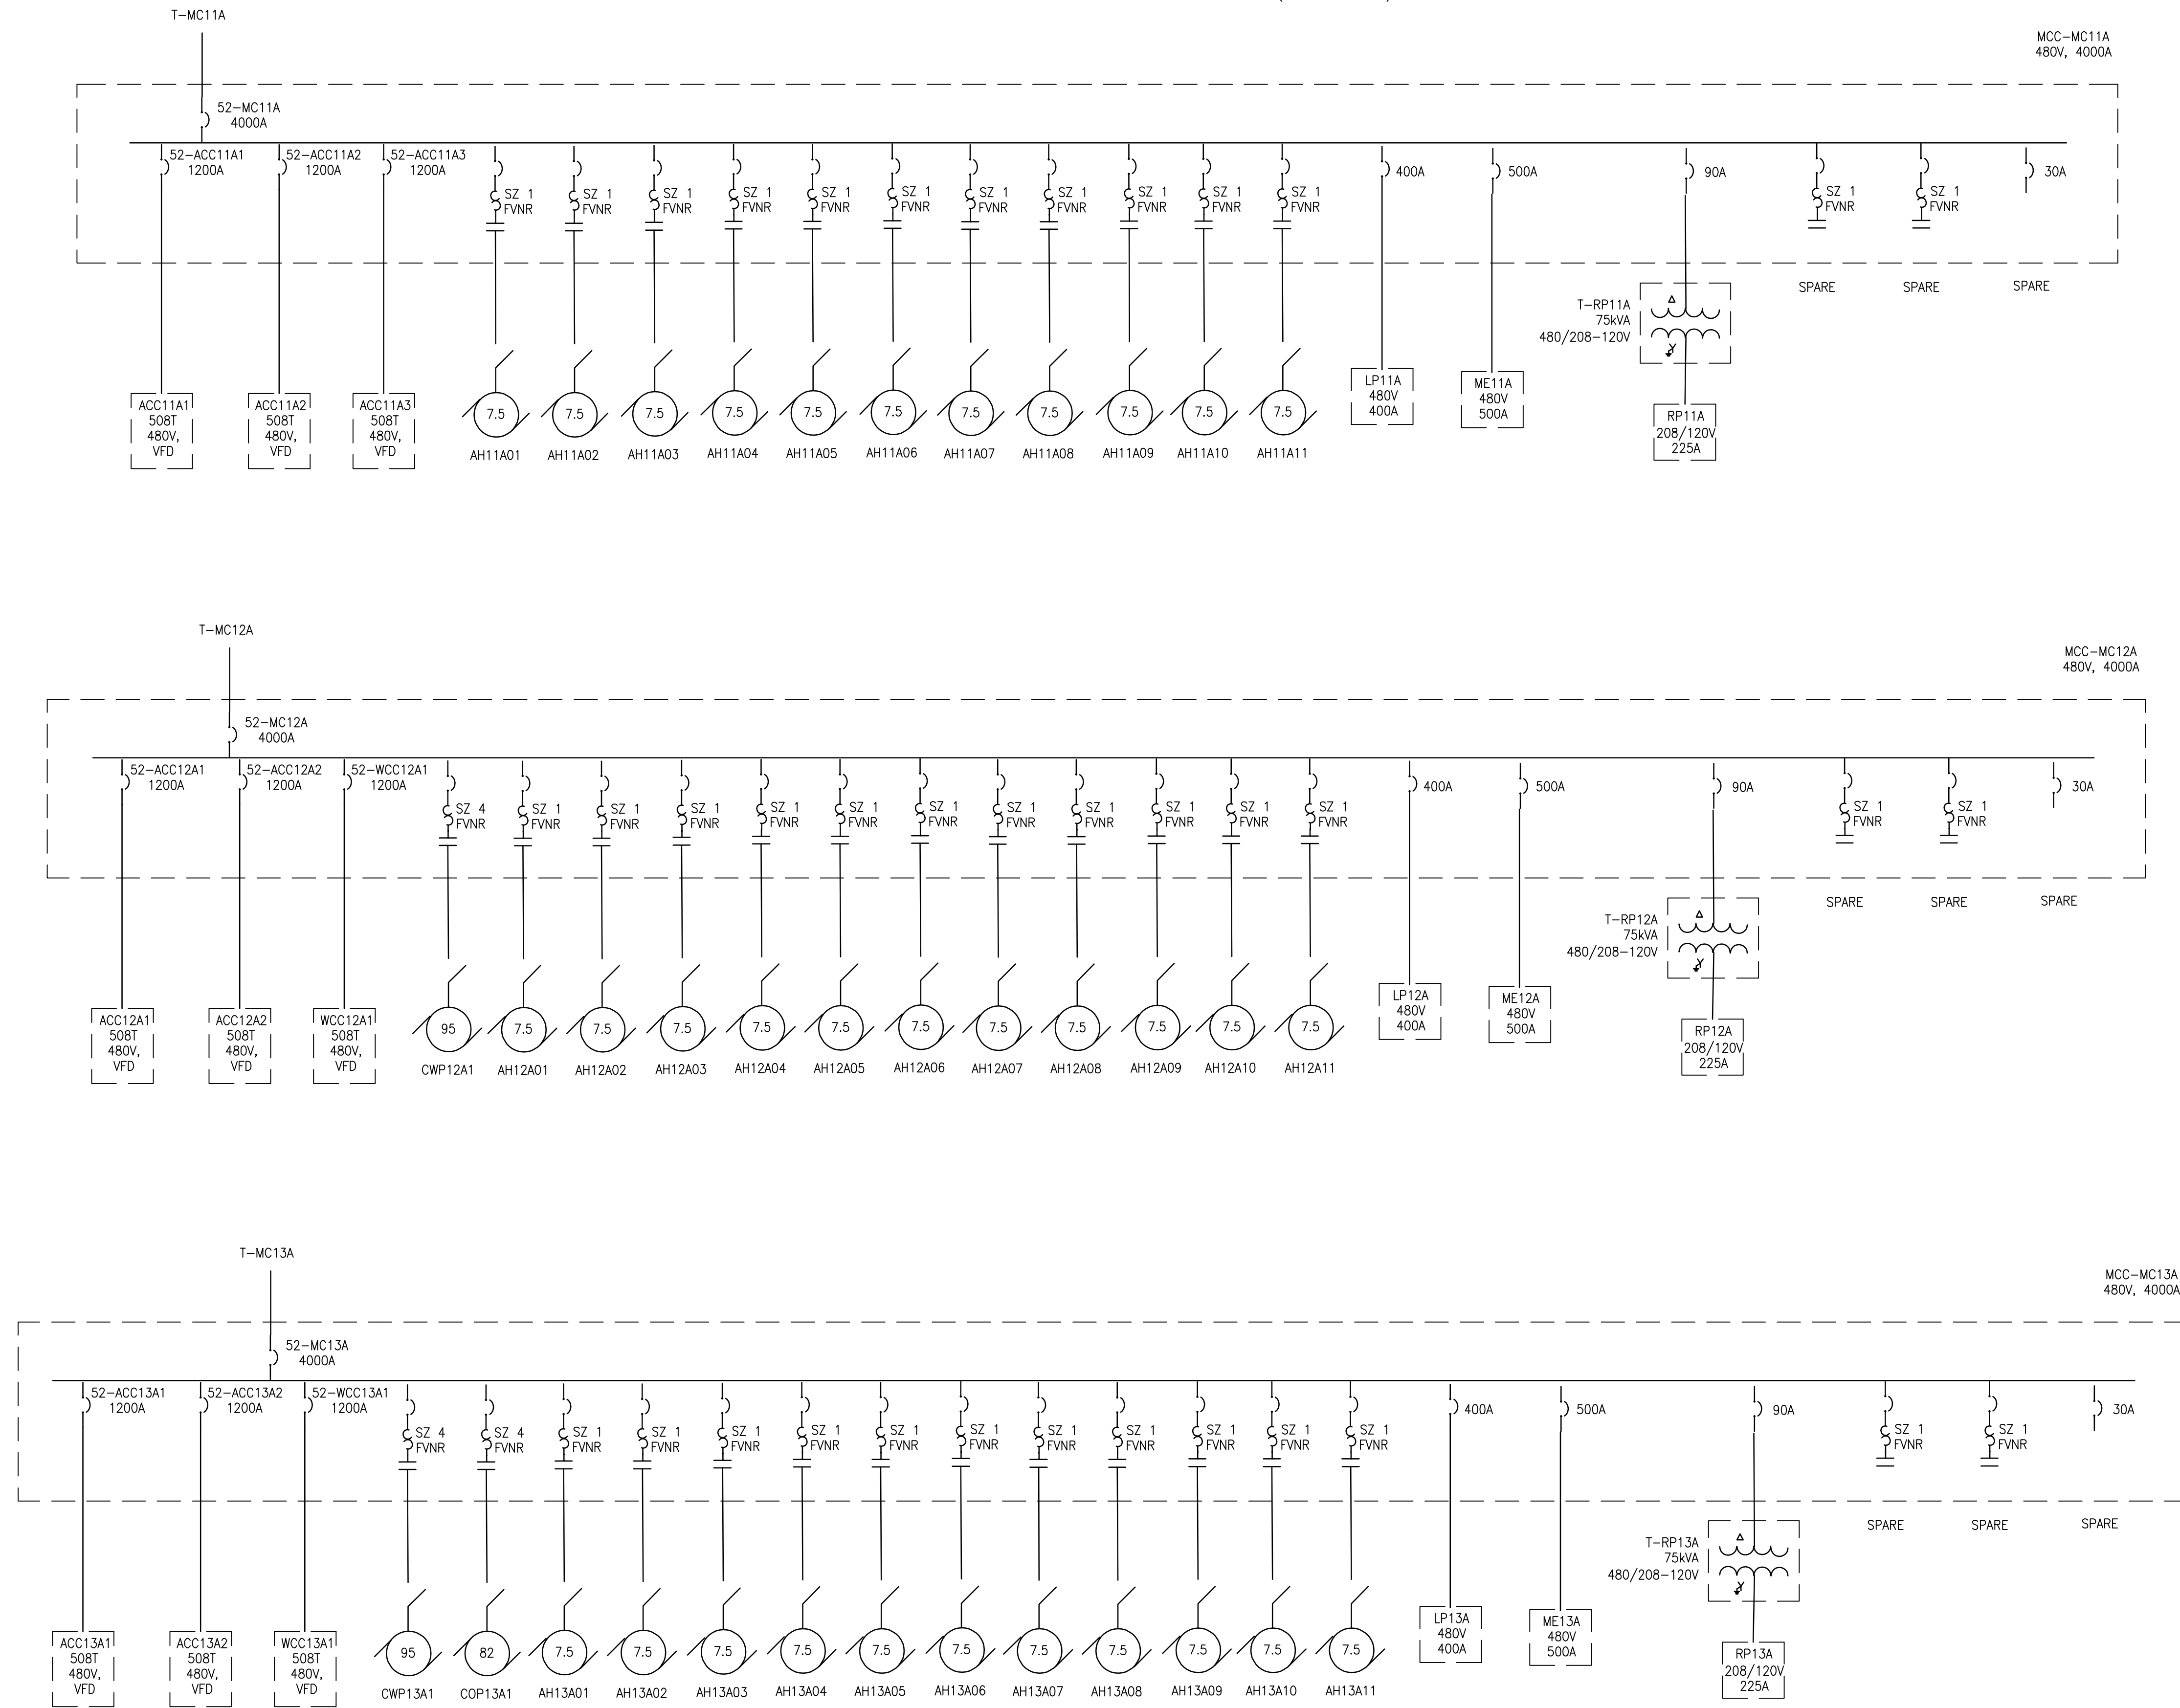 T-MC11A
MCC-MC11A
480V, 4000A
52-MC11A
4000A
52-ACC11A1
1200A
52-ACC11A2
1200A
52-ACC11A3
1200A
SZ 1
FVNR
SZ 1
FVNR
SZ 1
FVNR
SZ 1
FVNR
SZ 1
FVNR
SZ 1
FVNR
SZ 1
FVNR
SZ 1
FVNR
SZ 1
FVNR
SZ 1
FVNR
SZ 1
FVNR
400A
500A
90A
SZ 1
FVNR
SZ 1
FVNR
30A
SPARE
SPARE
SPARE
T-RP11A
75kVA
480/208-120V
ACC11A1
508T
480V,
VFD
ACC11A2
508T
480V,
VFD
ACC11A3
508T
480V,
VFD
7.5
AH11A01
7.5
AH11A02
7.5
AH11A03
7.5
AH11A04
7.5
AH11A05
7.5
AH11A06
7.5
AH11A07
7.5
AH11A08
7.5
AH11A09
7.5
AH11A10
7.5
AH11A11
LP11A
480V
400A
ME11A
480V
500A
RP11A
208/120V
225A
T-MC12A
MCC-MC12A
480V, 4000A
52-MC12A
4000A
52-ACC12A1
1200A
52-ACC12A2
1200A
52-WCC12A1
1200A
SZ 4
FVNR
SZ 1
FVNR
SZ 1
FVNR
SZ 1
FVNR
SZ 1
FVNR
SZ 1
FVNR
SZ 1
FVNR
SZ 1
FVNR
SZ 1
FVNR
SZ 1
FVNR
SZ 1
FVNR
SZ 1
FVNR
400A
500A
90A
SZ 1
FVNR
SZ 1
FVNR
30A
SPARE
SPARE
SPARE
T-RP12A
75kVA
480/208-120V
ACC12A1
508T
480V,
VFD
ACC12A2
508T
480V,
VFD
WCC12A1
508T
480V,
VFD
95
CWP12A1
7.5
AH12A01
7.5
AH12A02
7.5
AH12A03
7.5
AH12A04
7.5
AH12A05
7.5
AH12A06
7.5
AH12A07
7.5
AH12A08
7.5
AH12A09
7.5
AH12A10
7.5
AH12A11
LP12A
480V
400A
ME12A
480V
500A
RP12A
208/120V
225A
T-MC13A
MCC-MC13A
480V, 4000A
52-MC13A
4000A
52-ACC13A1
1200A
52-ACC13A2
1200A
52-WCC13A1
1200A
SZ 4
FVNR
SZ 4
FVNR
SZ 1
FVNR
SZ 1
FVNR
SZ 1
FVNR
SZ 1
FVNR
SZ 1
FVNR
SZ 1
FVNR
SZ 1
FVNR
SZ 1
FVNR
SZ 1
FVNR
SZ 1
FVNR
SZ 1
FVNR
400A
500A
90A
SZ 1
FVNR
SZ 1
FVNR
30A
SPARE
SPARE
SPARE
T-RP13A
75kVA
480/208-120V
ACC13A1
508T
480V,
VFD
ACC13A2
508T
480V,
VFD
WCC13A1
508T
480V,
VFD
95
CWP13A1
82
COP13A1
7.5
AH13A01
7.5
AH13A02
7.5
AH13A03
7.5
AH13A04
7.5
AH13A05
7.5
AH13A06
7.5
AH13A07
7.5
AH13A08
7.5
AH13A09
7.5
AH13A10
7.5
AH13A11
LP13A
480V
400A
ME13A
480V
500A
RP13A
208/120V
225A